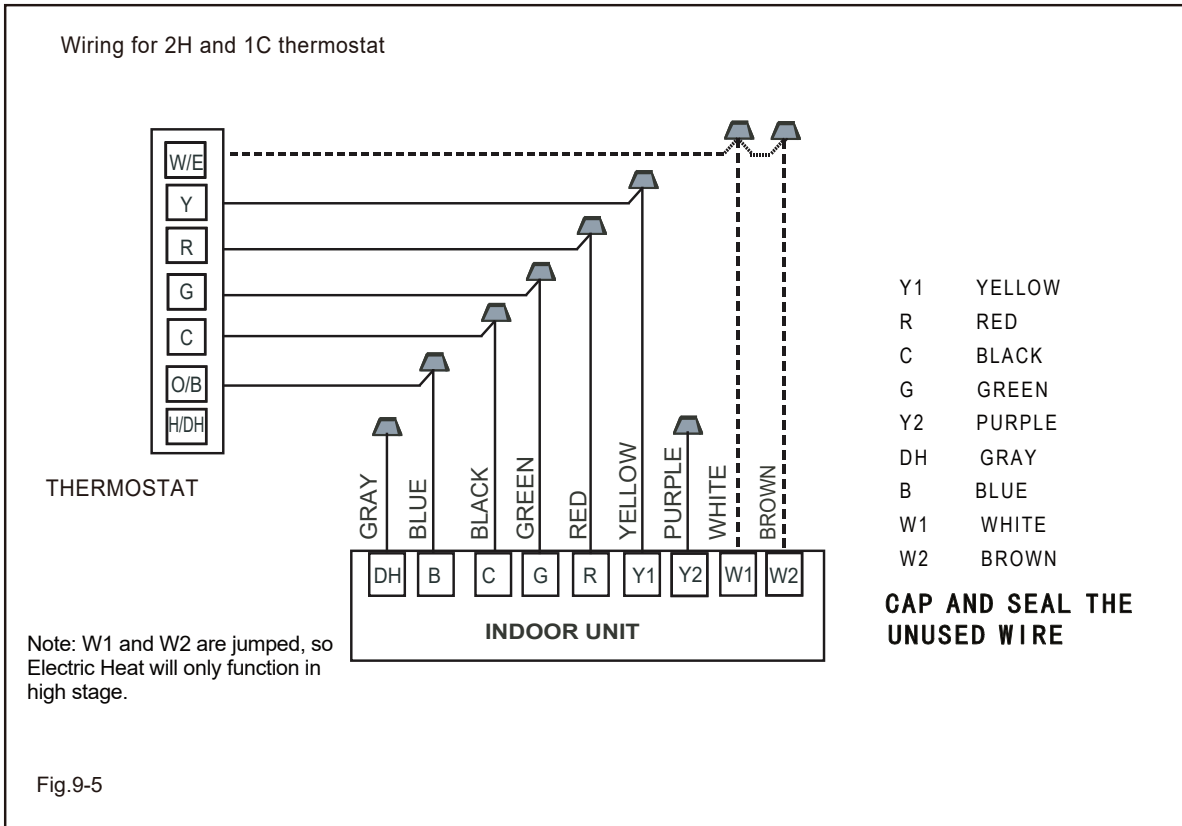 Wiring for 2H and 1C thermostat
W/E
Y
R
G
C
O/B
H/DH
THERMOSTAT
GRAY
BLUE
BLACK
GREEN
RED
YELLOW
PURPLE
WHITE
BROWN
DH B C G R Y1 Y2 W1 W2
INDOOR UNIT
Y1 YELLOW
R RED
C BLACK
G GREEN
Y2 PURPLE
DH GRAY
B BLUE
W1 WHITE
W2 BROWN
CAP AND SEAL THE
UNUSED WIRE
Note: W1 and W2 are jumped, so
Electric Heat will only function in
high stage.
Fig.9-5